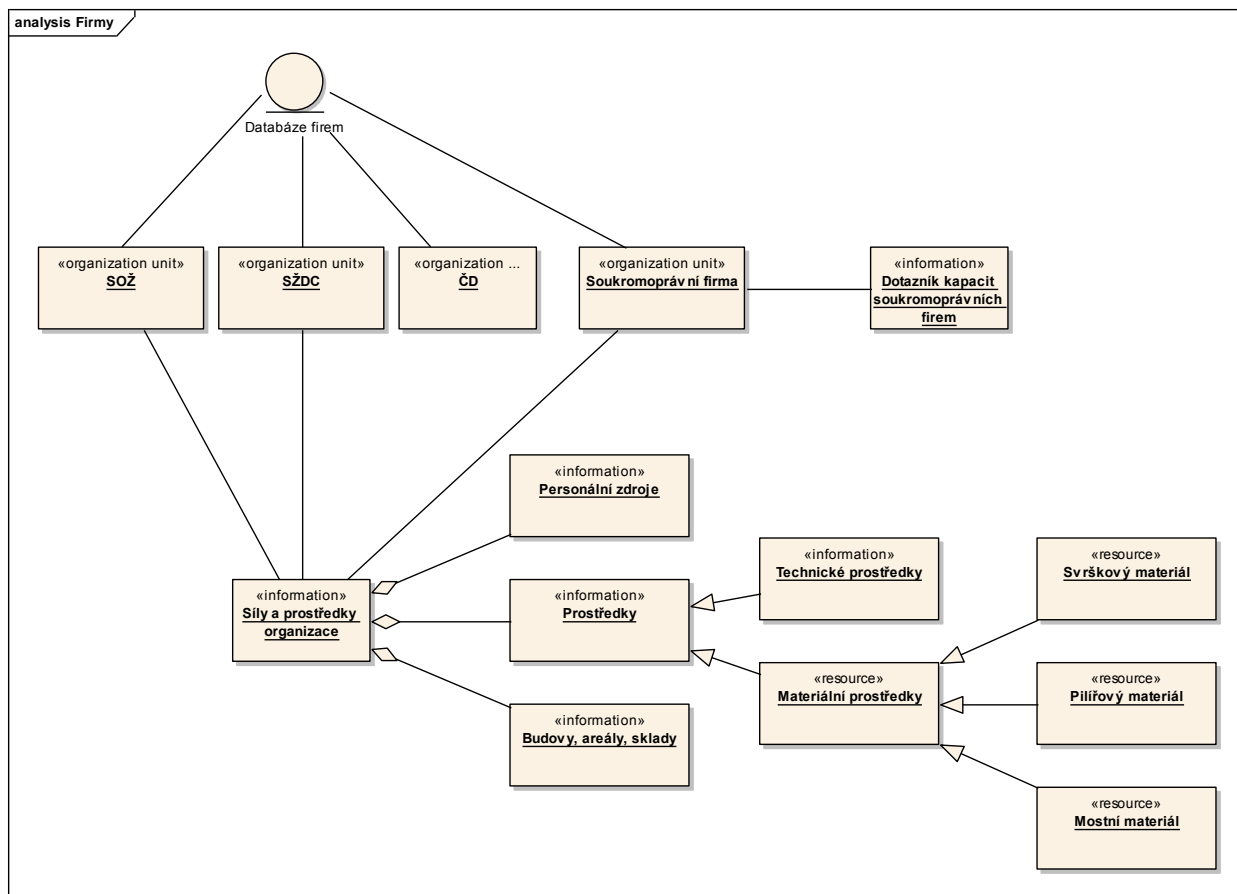 analysis Firmy
Databáze firem
«organization unit»
SOŽ
«organization unit»
SŽDC
«organization ...
ČD
«organization unit»
Soukromoprávní firma
«information»
Dotazník kapacit
soukromoprávních
firem
«information»
Personální zdroje
«information»
Síly a prostředky
organizace
«information»
Prostředky
«information»
Technické prostředky
«resource»
Svrškový materiál
«resource»
Materiální prostředky
«resource»
Pilířový materiál
«information»
Budovy, areály, sklady
«resource»
Mostní materiál